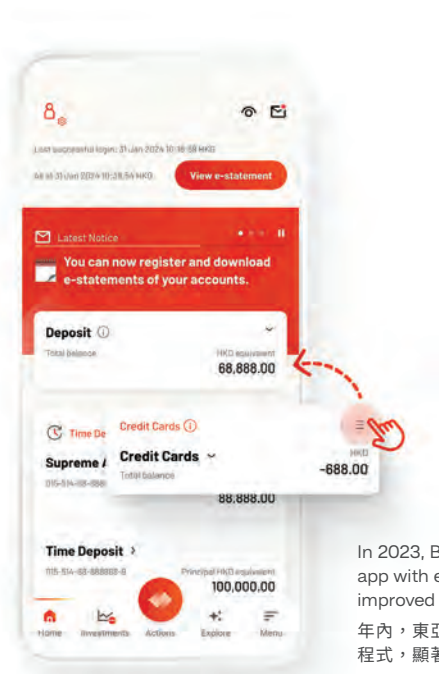 Last successful login: 31 Jan 2024 10:18:58 HKD
As at 31 Jan 2024 10:28:54 HKD
View e-statement
Latest Notice
You can now register and download
e-statements of your accounts.
Deposit
Total balance
HKD equivalent
68,888.00
Time De
Credit Cards
Supreme
Credit Cards
HKD
-688.00
Total balance
88,888.00
Time Deposit
Principal HKD equivalent
100,000.00
Home Investments Actions Explore Menu
In 2023, B
app with e
improved
年內，東亞
程式，顯著